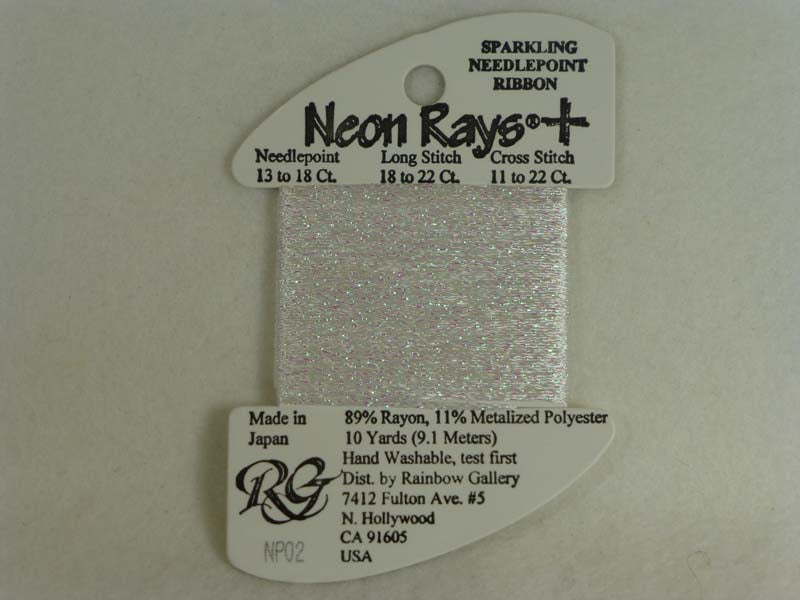 SPARKLING
NEEDLEPOINT
RIBBON
Neon Rays®+
Needlepoint Long Stitch Cross Stitch
13 to 18 Ct. 18 to 22 Ct. 11 to 22 Ct.
Made in 89% Rayon, 11% Metalized Polyester
Japan 10 Yards (9.1 Meters)
Hand Washable, test first
RG Dist. by Rainbow Gallery
7412 Fulton Ave. #5
N. Hollywood
CA 91605
NP02 USA